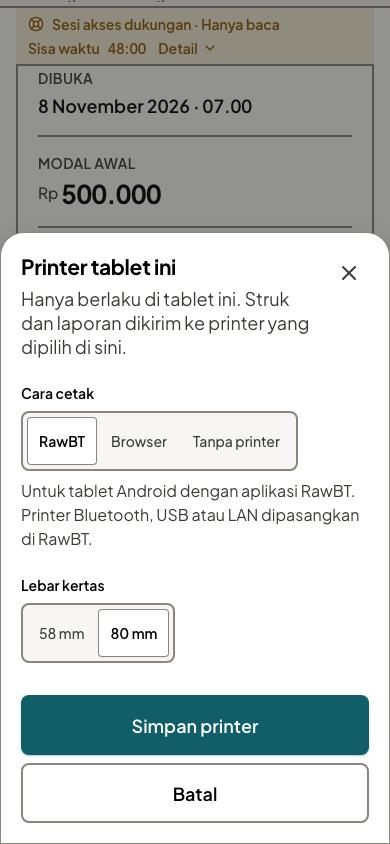 Sesi akses dukungan · Hanya baca
Sisa waktu 48:00 Detail
DIBUKA
8 November 2026 · 07.00
MODAL AWAL
Rp 500.000
Printer tablet ini
Hanya berlaku di tablet ini. Struk
dan laporan dikirim ke printer yang
dipilih di sini.
Cara cetak
RawBT Browser Tanpa printer
Untuk tablet Android dengan aplikasi RawBT.
Printer Bluetooth, USB atau LAN dipasangkan
di RawBT.
Lebar kertas
58 mm 80 mm
Simpan printer
Batal